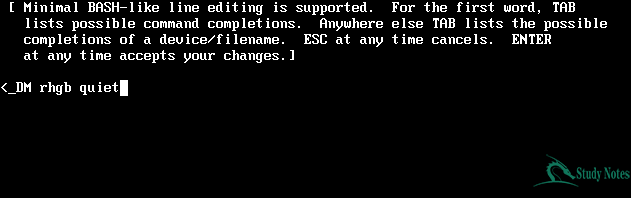 [ Minimal BASH-like line editing is supported.  For the first word, TAB
lists possible command completions.  Anywhere else TAB lists the possible
completions of a device/filename.  ESC at any time cancels.  ENTER
at any time accepts your changes.]
<_DM rhgb quiet
Study Notes